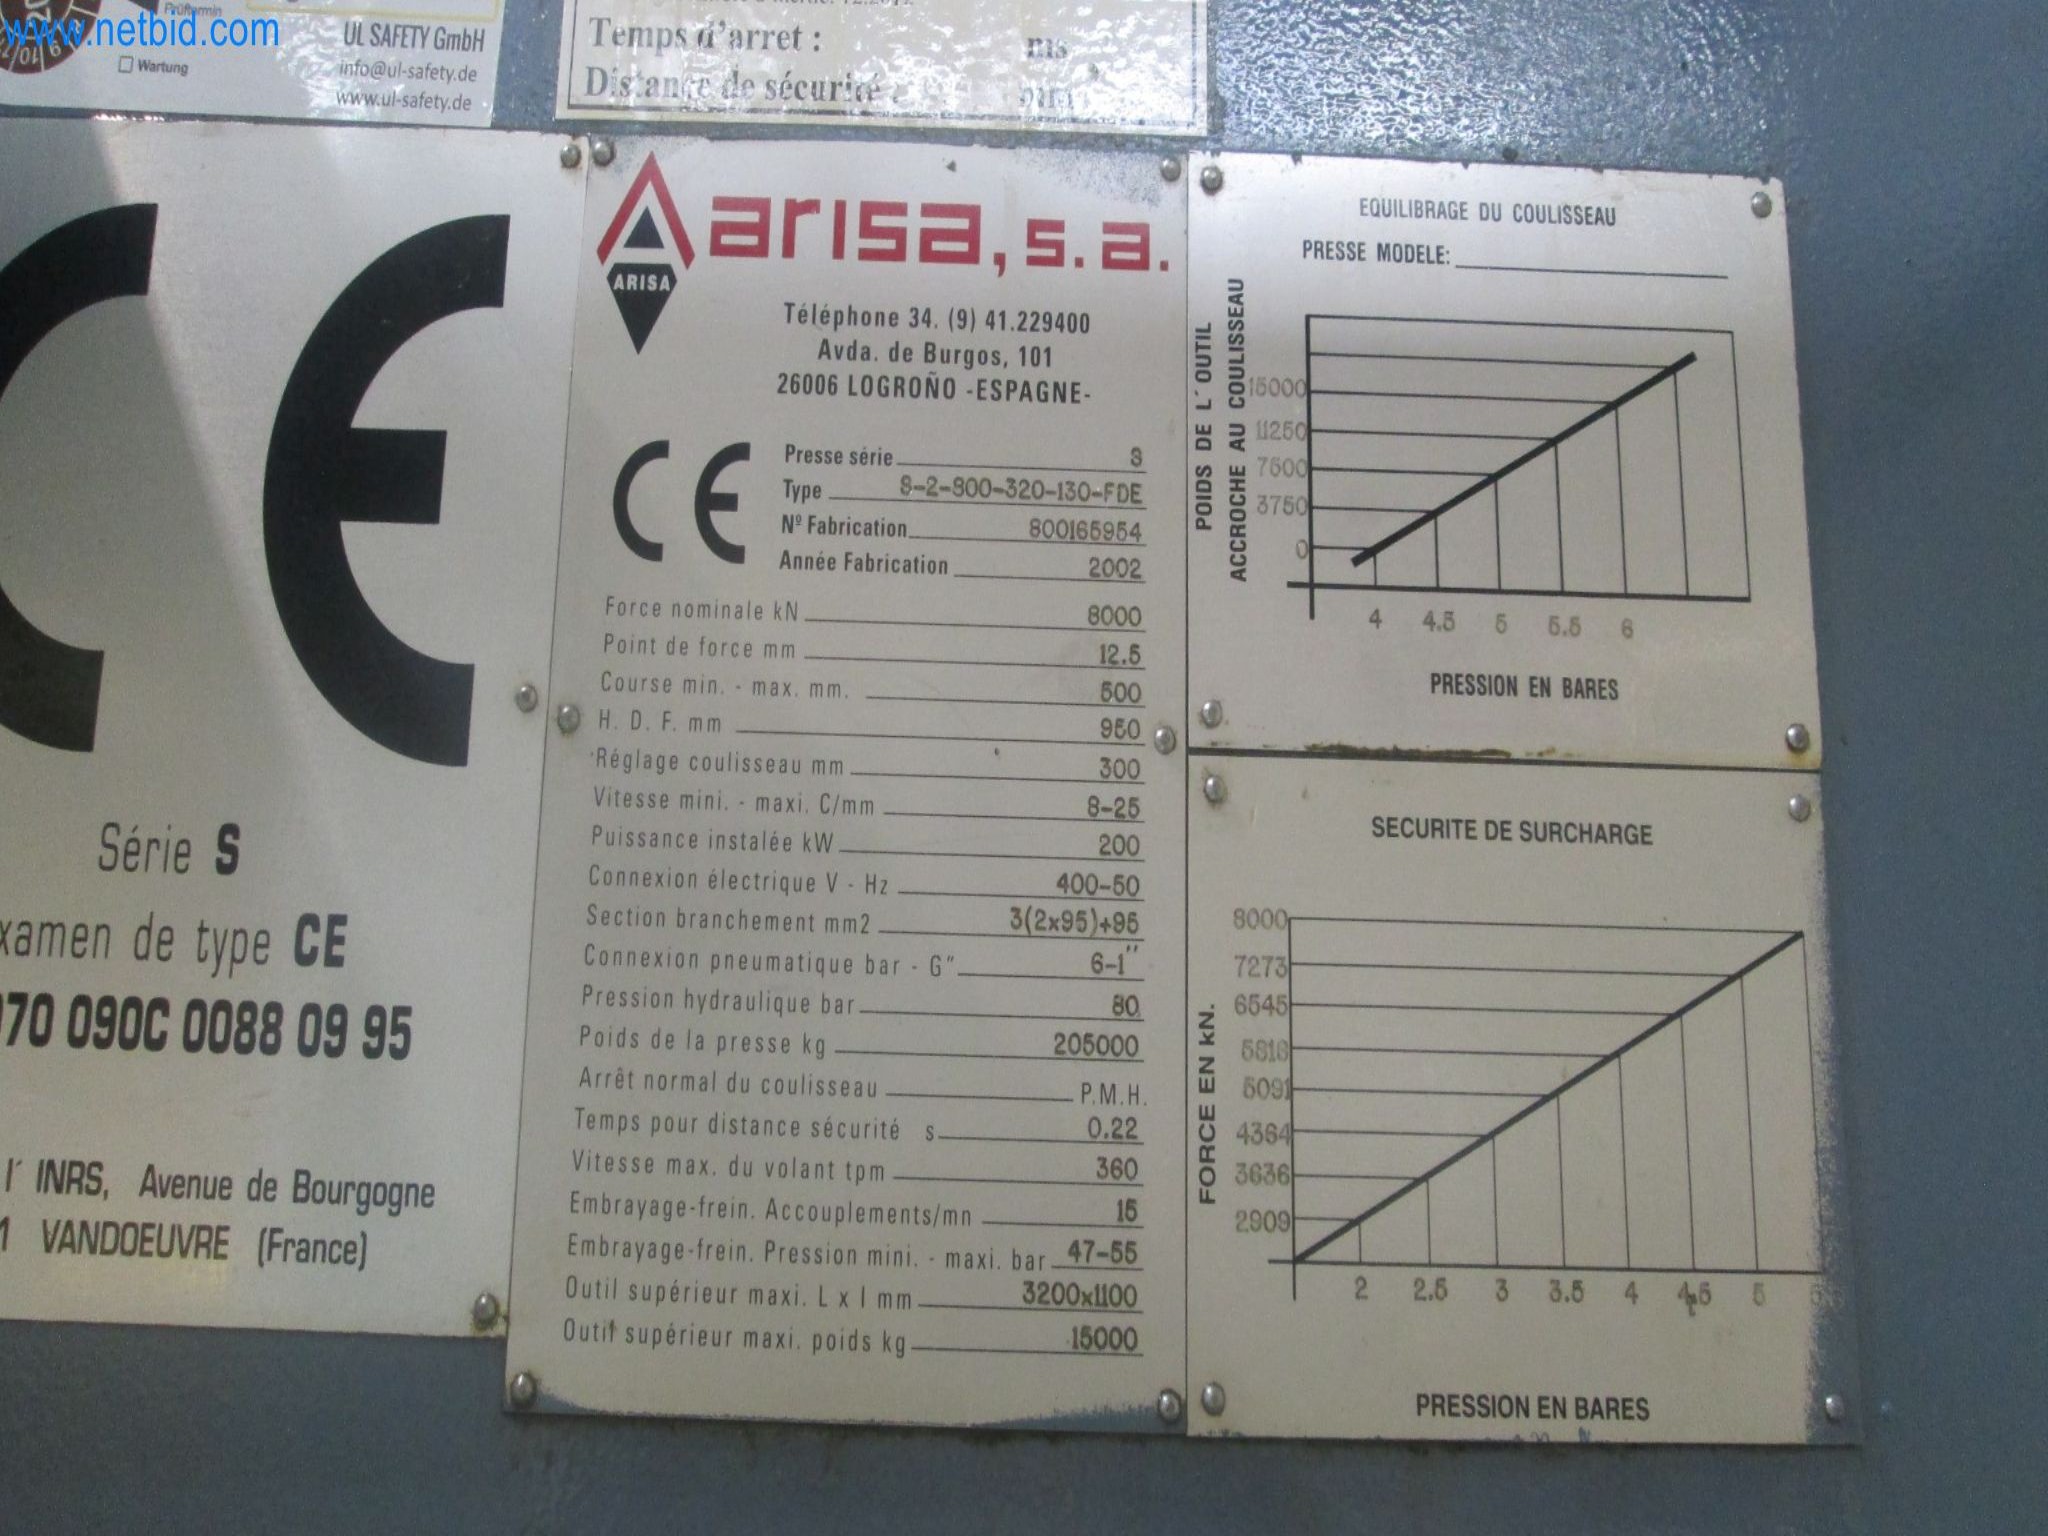 www.netbid.com
Prüftermin
Wartung
UL SAFETY GmbH
info@ul-safety.de
www.ul-safety.de
Temps d'arret : ms
Distance de sécurité :
Série S
xamen de type CE
70 090C 0088 09 95
l´ INRS, Avenue de Bourgogne
1 VANDOEUVRE (France)
ARISA
arisa, s.a.
Téléphone 34. (9) 41.229400
Avda. de Burgos, 101
26006 LOGROÑO -ESPAGNE-
CE
Presse série S
Type S-2-800-320-130-FDE
Nº Fabrication 800165954
Année Fabrication 2002
Force nominale kN 8000
Point de force mm 12.5
Course min. - max. mm. 500
H. D. F. mm 950
Réglage coulisseau mm 300
Vitesse mini. - maxi. C/mm 8-25
Puissance instalée kW 200
Connexion électrique V - Hz 400-50
Section branchement mm2 3(2x95)+95
Connexion pneumatique bar - G" 6-1"
Pression hydraulique bar 80
Poids de la presse kg 205000
Arrêt normal du coulisseau P.M.H.
Temps pour distance sécurité s 0.22
Vitesse max. du volant tpm 360
Embrayage-frein. Accouplements/mn 15
Embrayage-frein. Pression mini. - maxi. bar 47-55
Outil supérieur maxi. L x l mm 3200x1100
Outil supérieur maxi. poids kg 15000
EQUILIBRAGE DU COULISSEAU
PRESSE MODELE:
POIDS DE L´ OUTIL
ACCROCHE AU COULISSEAU
15000
11250
7500
3750
0
4 4.5 5 5.5 6
PRESSION EN BARES
SECURITE DE SURCHARGE
FORCE EN kN.
8000
7273
6545
5818
5091
4364
3636
2909
2 2.5 3 3.5 4 4.5 5
PRESSION EN BARES